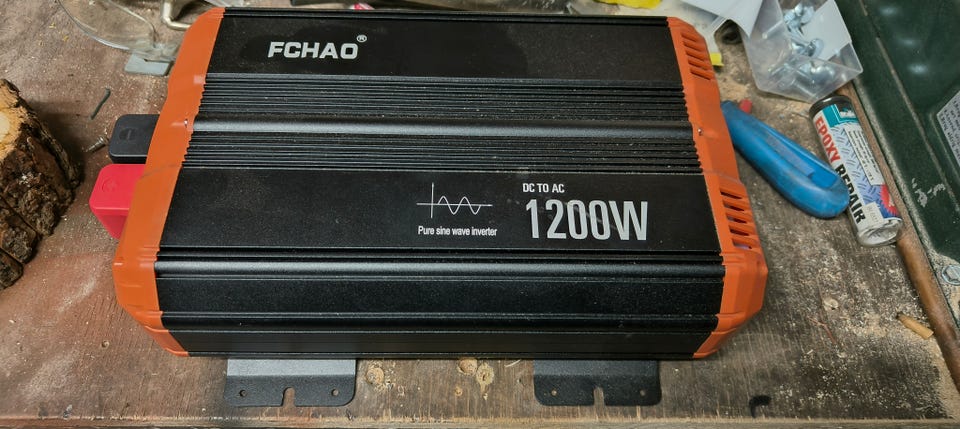 FCHAO®
DC TO AC
1200W
Pure sine wave inverter
EPOXY REPAIR